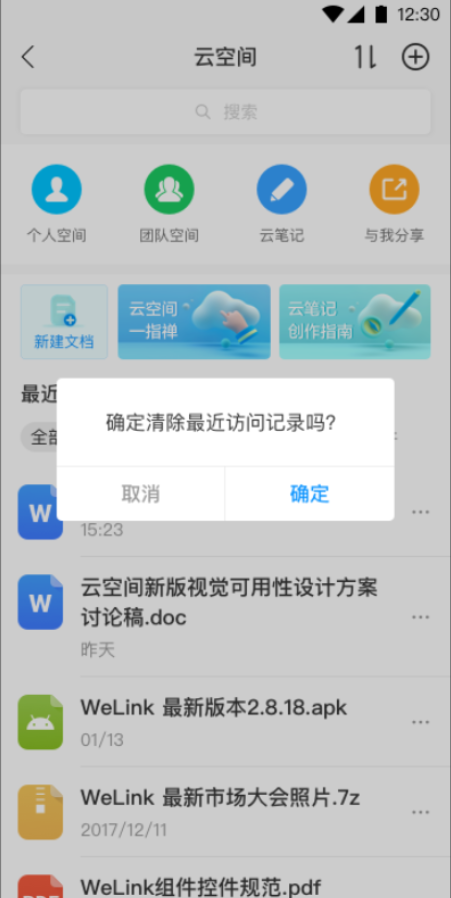 12:30
云空间
搜索
个人空间
团队空间
云笔记
与我分享
新建文档
云空间
一指禅
云笔记
创作指南
最近
全部
确定清除最近访问记录吗?
取消
确定
W
15:23
W
云空间新版视觉可用性设计方案
讨论稿.doc
昨天
WeLink 最新版本2.8.18.apk
01/13
WeLink 最新市场大会照片.7z
2017/12/11
WeLink组件控件规范.pdf